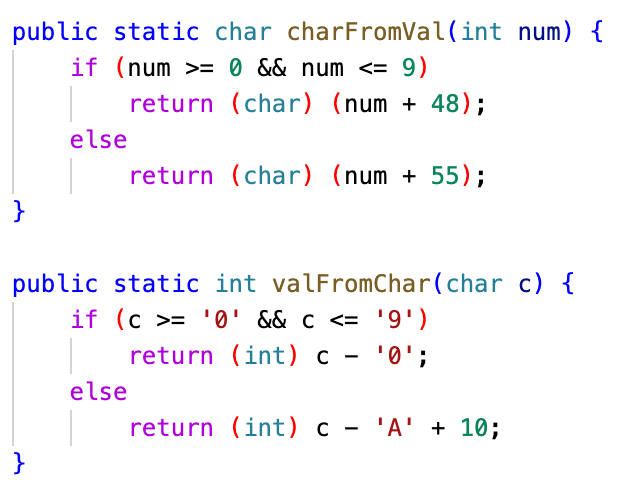 public static char charFromVal(int num) {
    if (num >= 0 && num <= 9)
        return (char) (num + 48);
    else
        return (char) (num + 55);
}

public static int valFromChar(char c) {
    if (c >= '0' && c <= '9')
        return (int) c - '0';
    else
        return (int) c - 'A' + 10;
}